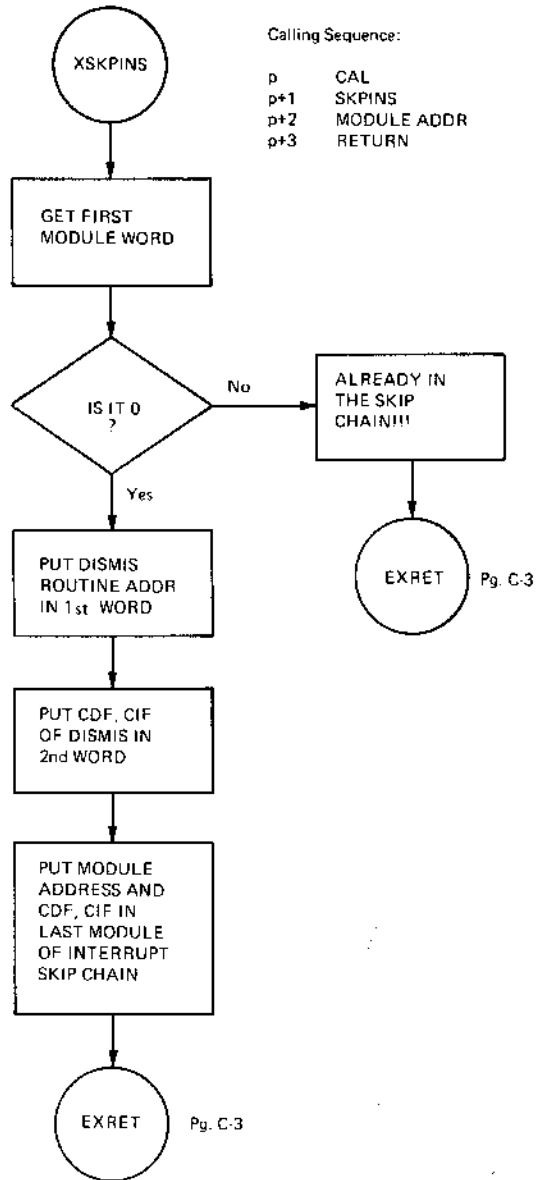 XSKPINS
Calling Sequence:
p CAL
p+1 SKPINS
p+2 MODULE ADDR
p+3 RETURN
GET FIRST
MODULE WORD
IS IT 0
?
No
ALREADY IN
THE SKIP
CHAIN!!!
EXRET
Pg. C-3
Yes
PUT DISMIS
ROUTINE ADDR
IN 1st WORD
PUT CDF, CIF
OF DISMIS IN
2nd WORD
PUT MODULE
ADDRESS AND
CDF, CIF IN
LAST MODULE
OF INTERRUPT
SKIP CHAIN
EXRET
Pg. C-3